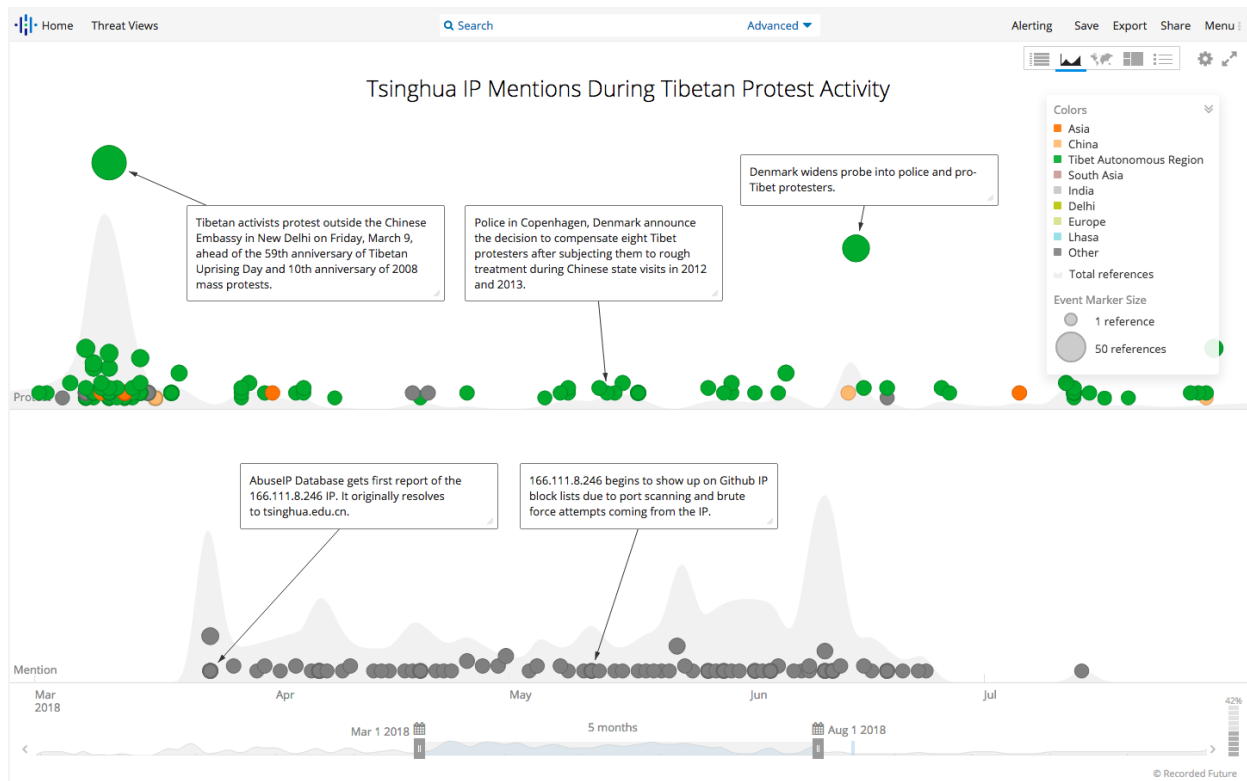 Home Threat Views Search Advanced Alerting Save Export Share Menu
Tsinghua IP Mentions During Tibetan Protest Activity
Colors
Asia
China
Tibet Autonomous Region
South Asia
India
Delhi
Europe
Lhasa
Other
Total references
Event Marker Size
1 reference
50 references
Denmark widens probe into police and pro-
Tibet protesters.
Tibetan activists protest outside the Chinese
Embassy in New Delhi on Friday, March 9,
ahead of the 59th anniversary of Tibetan
Uprising Day and 10th anniversary of 2008
mass protests.
Police in Copenhagen, Denmark announce
the decision to compensate eight Tibet
protesters after subjecting them to rough
treatment during Chinese state visits in 2012
and 2013.
AbuseIP Database gets first report of the
166.111.8.246 IP. It originally resolves
to tsinghua.edu.cn.
166.111.8.246 begins to show up on Github IP
block lists due to port scanning and brute
force attempts coming from the IP.
Mention
Mar Apr May Jun Jul
2018
42%
Mar 1 2018 5 months Aug 1 2018
© Recorded Future